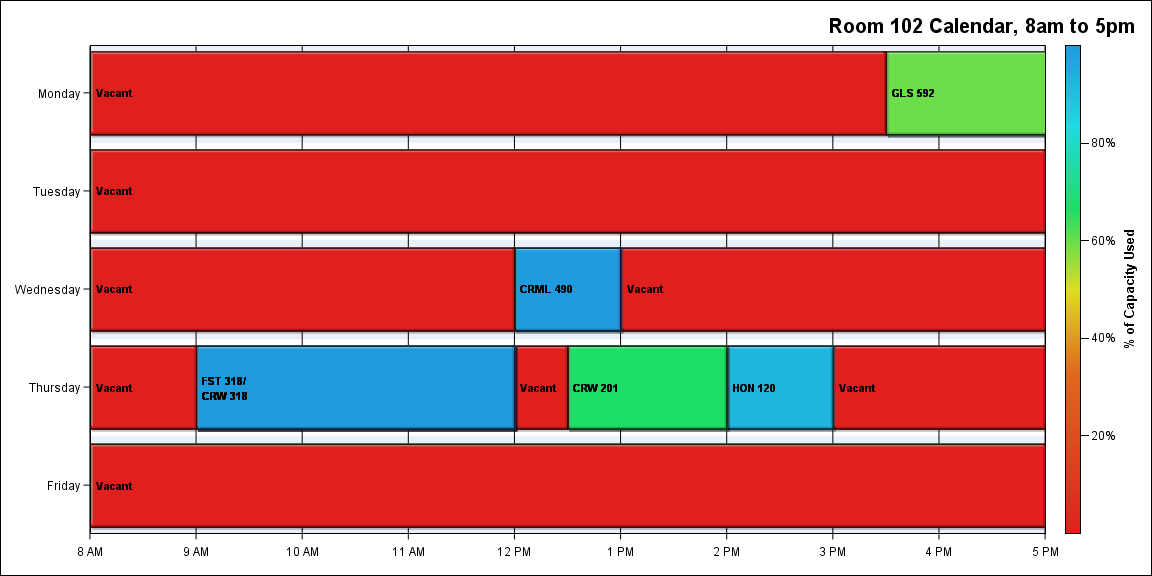 Room 102 Calendar, 8am to 5pm
Monday
Vacant
GLS 592
Tuesday
Vacant
Wednesday
Vacant
CRML 490
Vacant
Thursday
Vacant
FST 318/
CRW 318
Vacant
CRW 201
HON 120
Vacant
Friday
Vacant
8 AM
9 AM
10 AM
11 AM
12 PM
1 PM
2 PM
3 PM
4 PM
5 PM
80%
60%
40%
20%
% of Capacity Used